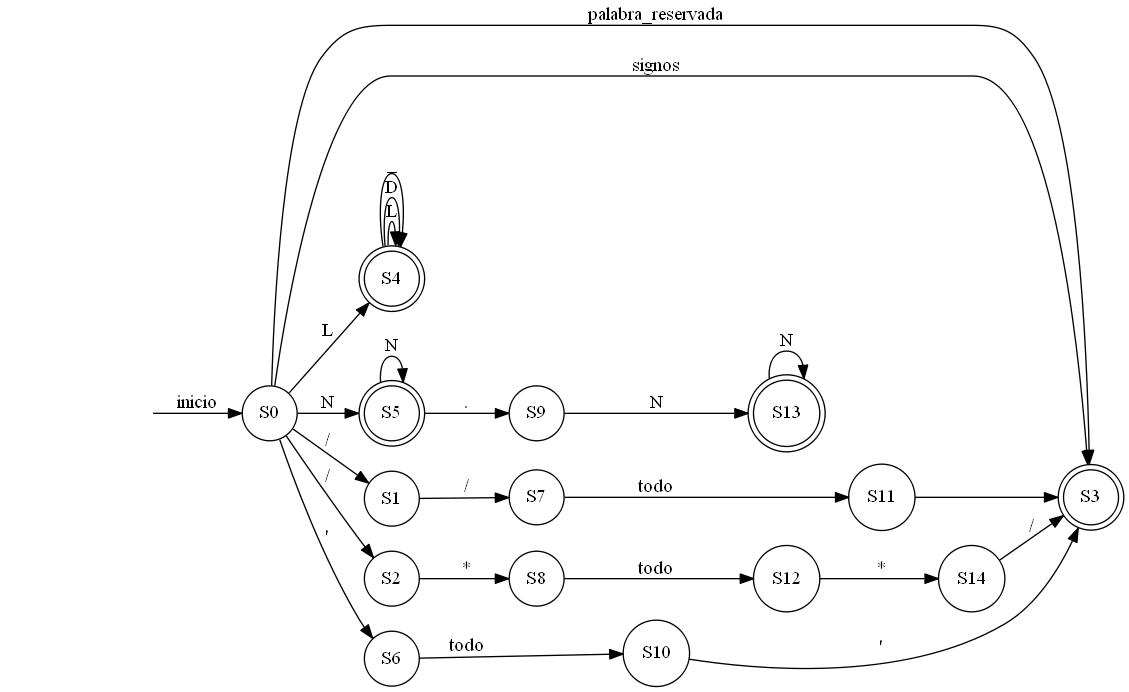 palabra_reservada
signos
_
D
L
S4
L
N
N
inicio
S0
N
S5
.
S9
N
S13
/
/
S1
/
S7
todo
S11
S3
'
S2
*
S8
todo
S12
*
S14
/
S6
todo
S10
'